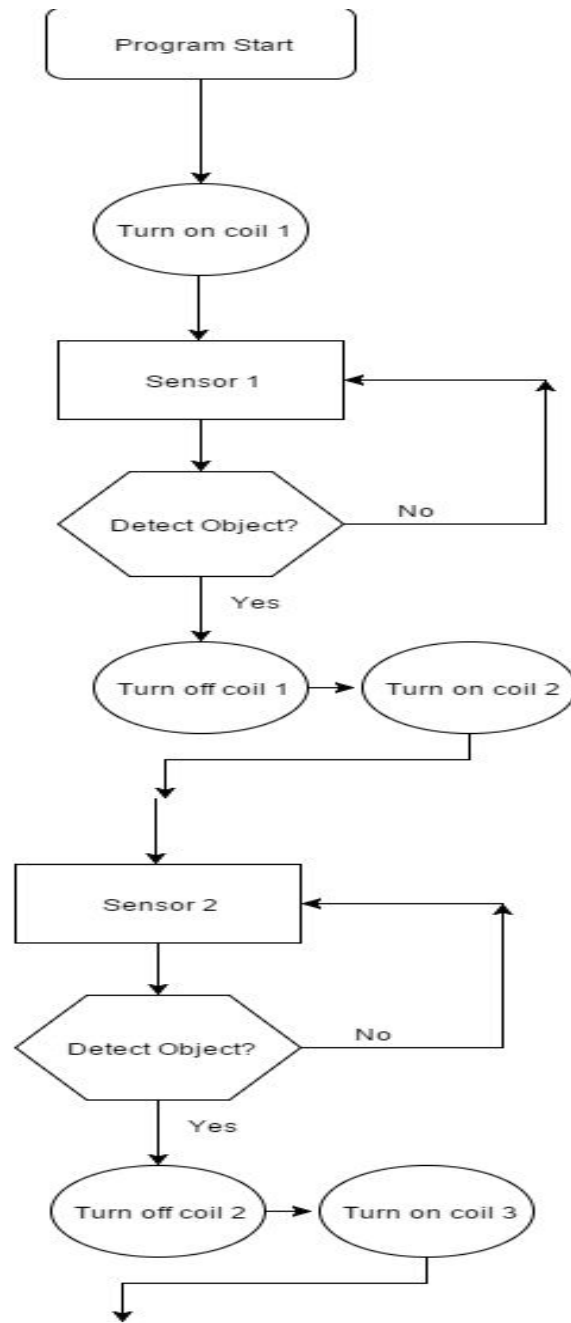 Program Start
Turn on coil 1
Sensor 1
Detect Object?
No
Yes
Turn off coil 1
Turn on coil 2
Sensor 2
Detect Object?
No
Yes
Turn off coil 2
Turn on coil 3